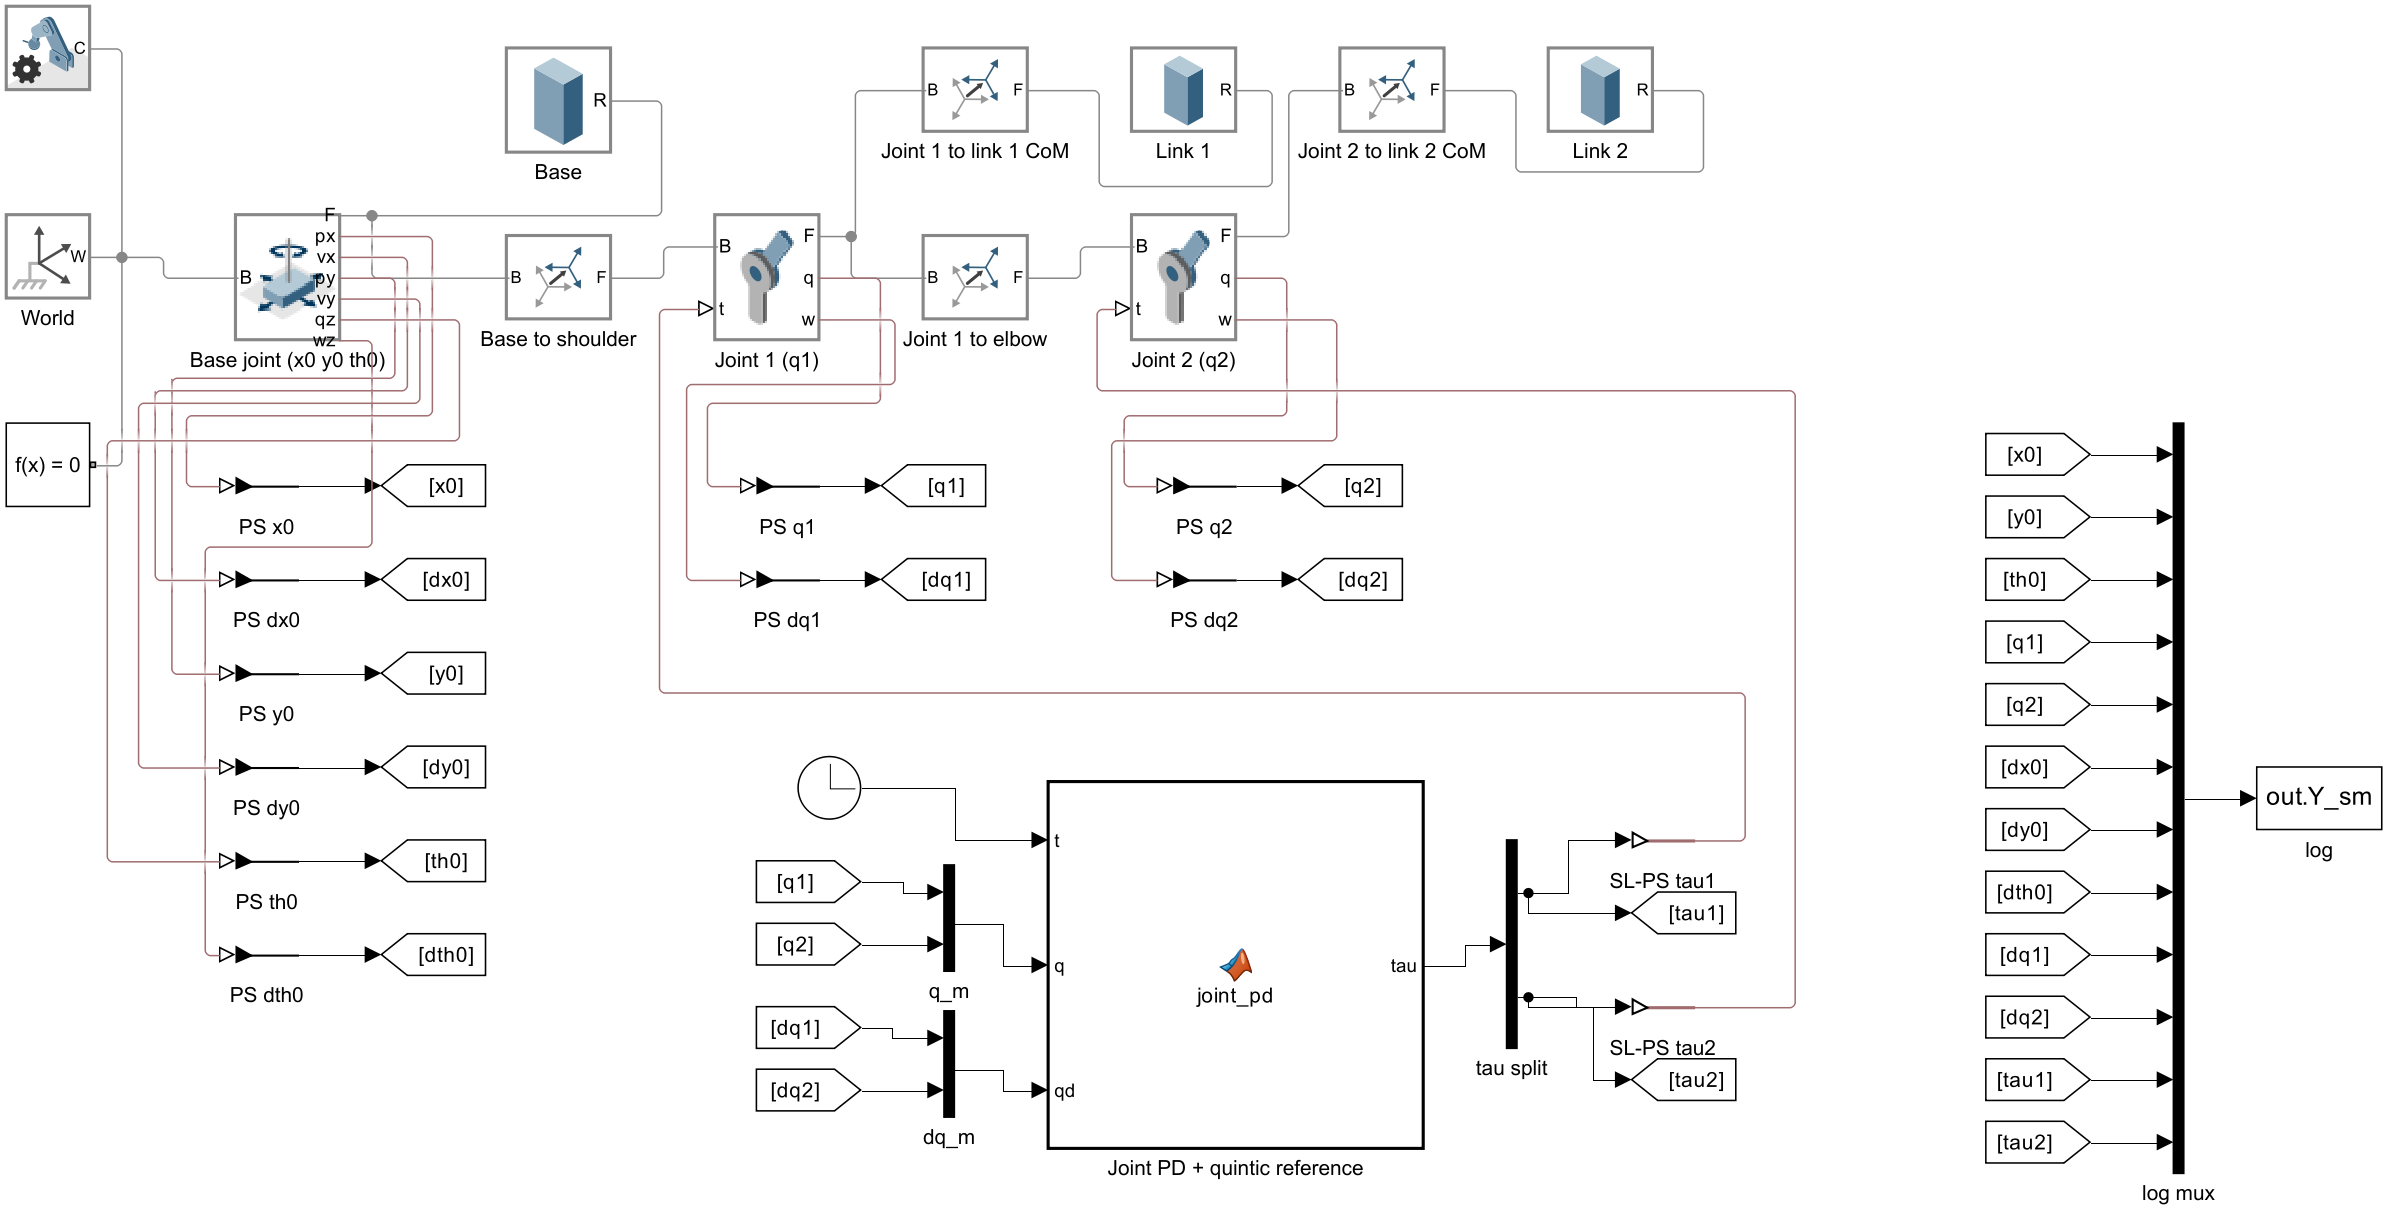 C
R
Base
B
F
Joint 1 to link 1 CoM
R
Link 1
B
F
Joint 2 to link 2 CoM
R
Link 2
W
World
B
F
px
vx
py
vy
qz
wz
Base joint (x0 y0 th0)
B
F
Base to shoulder
B
t
F
q
w
Joint 1 (q1)
B
F
Joint 1 to elbow
B
t
F
q
w
Joint 2 (q2)
f(x) = 0
[x0]
PS x0
[dx0]
PS dx0
[y0]
PS y0
[dy0]
PS dy0
[th0]
PS th0
[dth0]
PS dth0
[q1]
PS q1
[dq1]
PS dq1
[q2]
PS q2
[dq2]
PS dq2
[q1]
[q2]
q_m
[dq1]
[dq2]
dq_m
t
q
qd
joint_pd
tau
Joint PD + quintic reference
tau split
SL-PS tau1
[tau1]
SL-PS tau2
[tau2]
[x0]
[y0]
[th0]
[q1]
[q2]
[dx0]
[dy0]
[dth0]
[dq1]
[dq2]
[tau1]
[tau2]
log mux
out.Y_sm
log